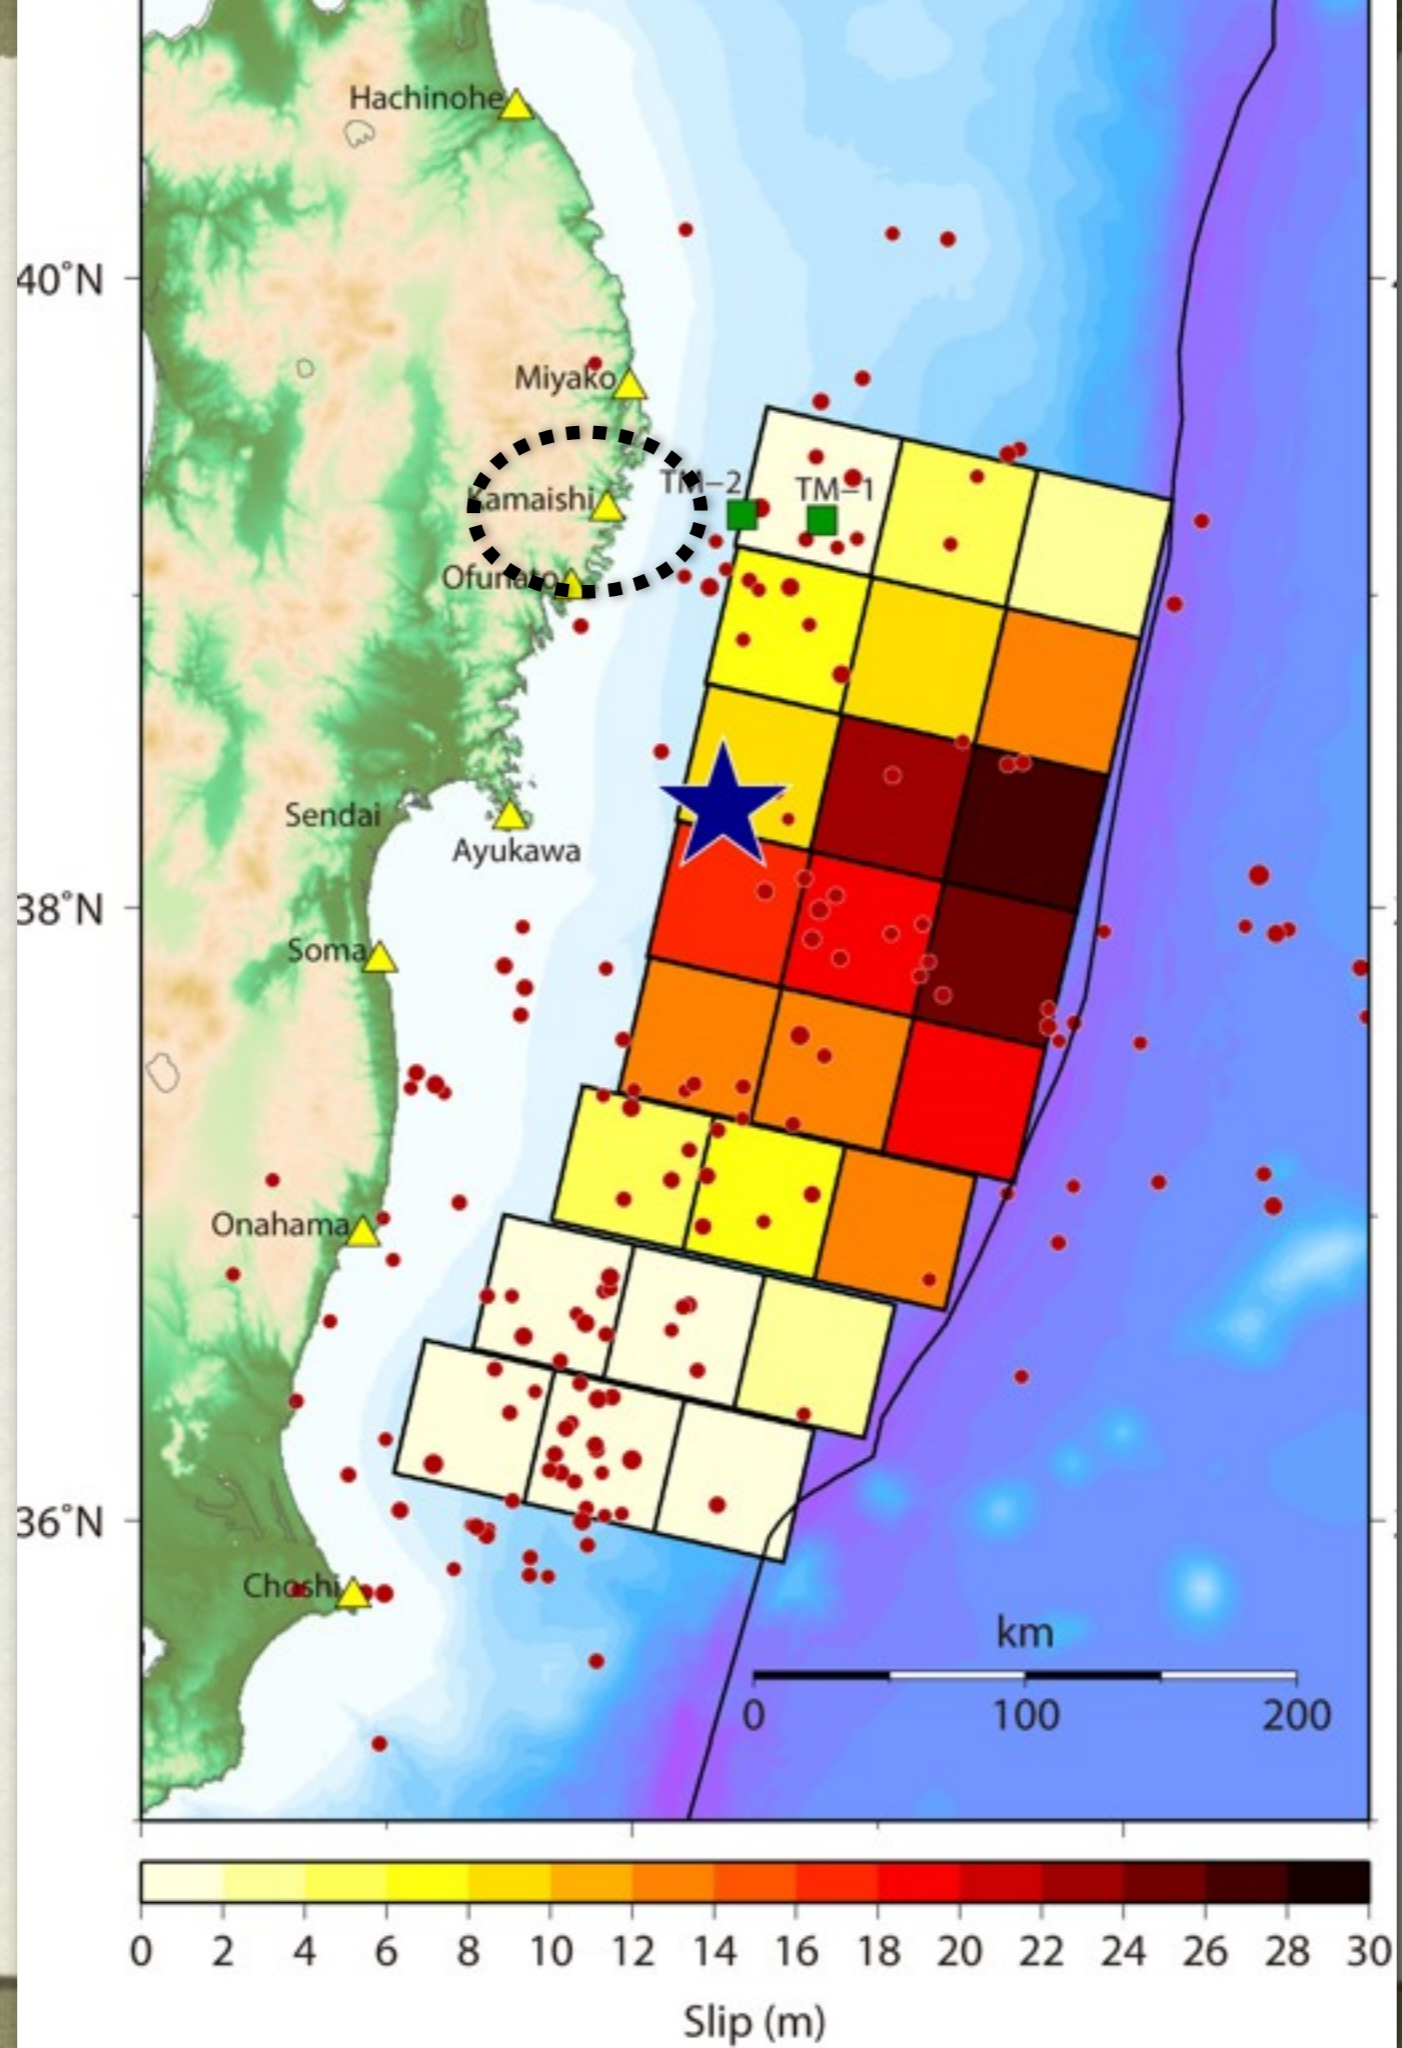 Hachinohe
40°N
Miyako
TM-2
TM-1
Kamaishi
Ofunato
Sendai
Ayukawa
38°N
Soma
Onahama
36°N
Choshi
km
0 100 200
0 2 4 6 8 10 12 14 16 18 20 22 24 26 28 30
Slip (m)